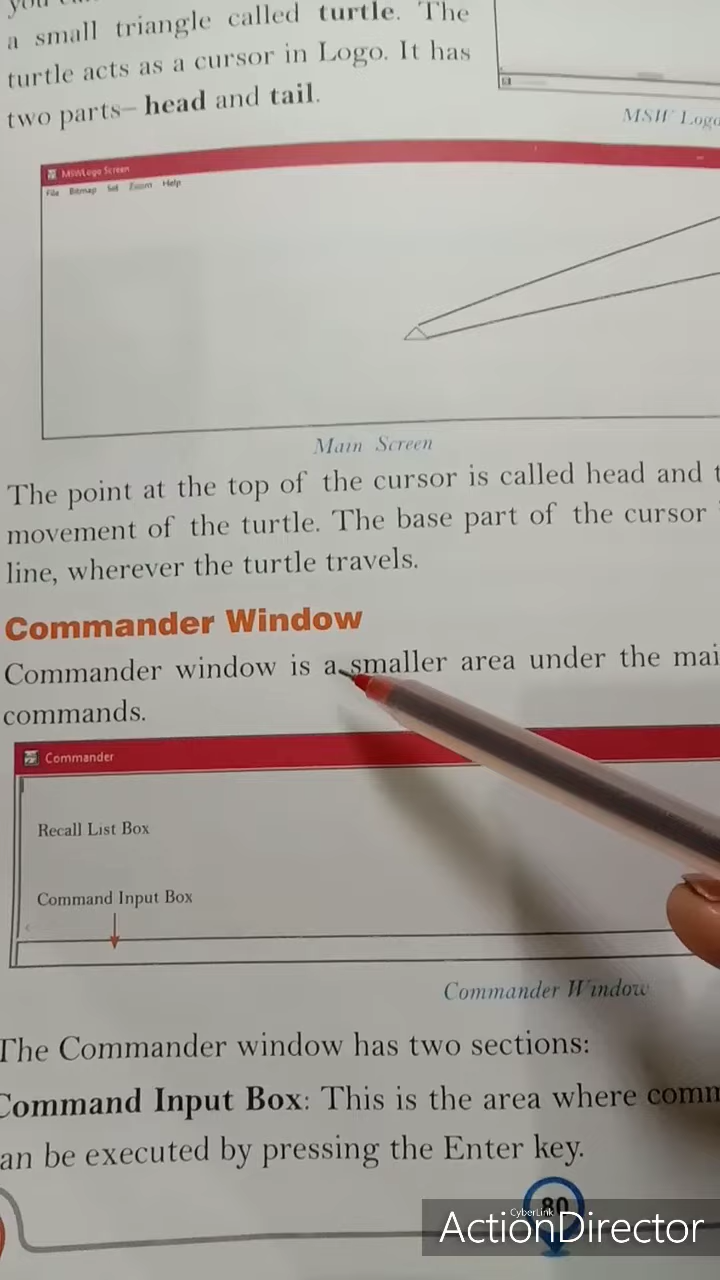 you
a small triangle called turtle. The
turtle acts as a cursor in Logo. It has
two parts– head and tail.
MSW Logo
MSWLogo Screen
File Bitmap Set Zoom Help
Main Screen
The point at the top of the cursor is called head and
movement of the turtle. The base part of the cursor
line, wherever the turtle travels.
Commander Window
Commander window is a smaller area under the mai
commands.
Commander
Recall List Box
Command Input Box
Commander Window
The Commander window has two sections:
Command Input Box: This is the area where comm
an be executed by pressing the Enter key.
80
CyberLink
ActionDirector